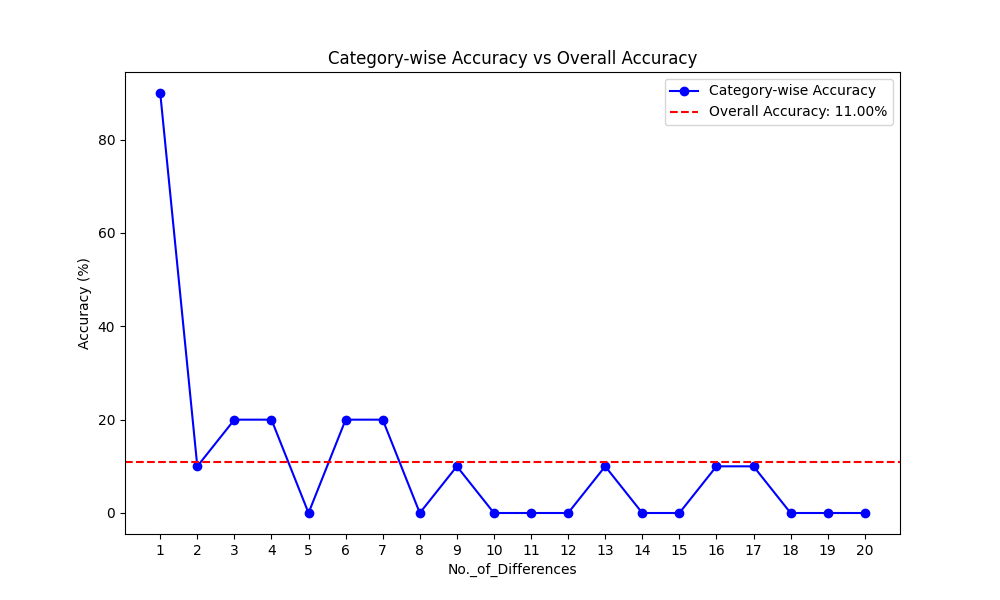 Category-wise Accuracy vs Overall Accuracy
Category-wise Accuracy
Overall Accuracy: 11.00%
Accuracy (%)
80
60
40
20
0
1 2 3 4 5 6 7 8 9 10 11 12 13 14 15 16 17 18 19 20
No._of_Differences